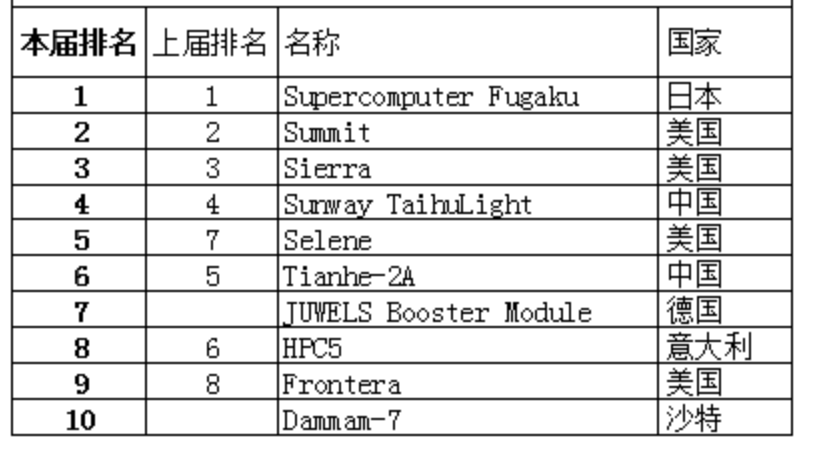 本届排名 上届排名 名称 国家
1 1 Supercomputer Fugaku 日本
2 2 Summit 美国
3 3 Sierra 美国
4 4 Sunway TaihuLight 中国
5 7 Selene 美国
6 5 Tianhe-2A 中国
7 JUWELS Booster Module 德国
8 6 HPC5 意大利
9 8 Frontera 美国
10 Dammam-7 沙特